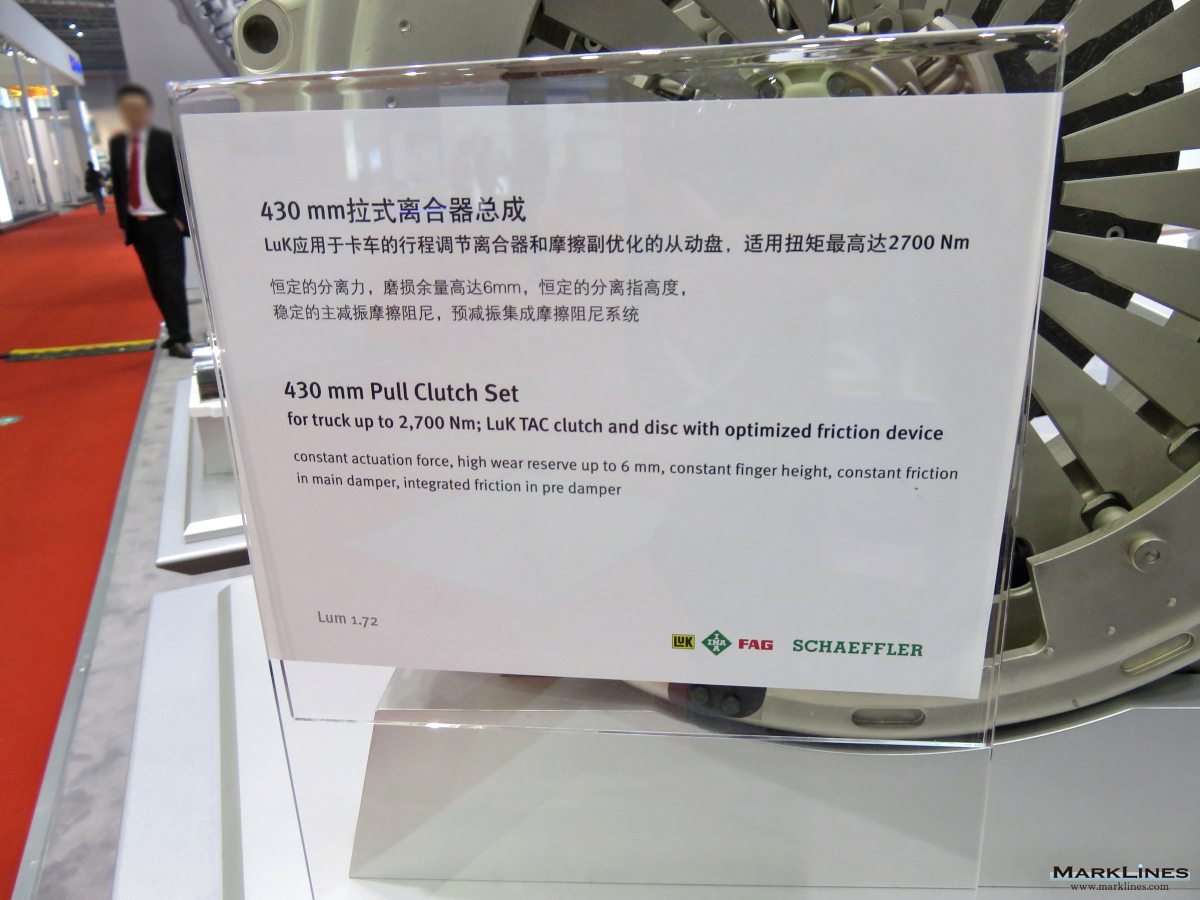 430 mm拉式离合器总成
LuK应用于卡车的行程调节离合器和摩擦副优化的从动盘，适用扭矩最高达2700 Nm
恒定的分离力，磨损余量高达6mm，恒定的分离指高度，
稳定的主减振摩擦阻尼，预减振集成摩擦阻尼系统
430 mm Pull Clutch Set
for truck up to 2,700 Nm; LuK TAC clutch and disc with optimized friction device
constant actuation force, high wear reserve up to 6 mm, constant finger height, constant friction
in main damper, integrated friction in pre damper
Lum 1.72
LUK INA FAG SCHAEFFLER
MARKLINES
www.marklines.com